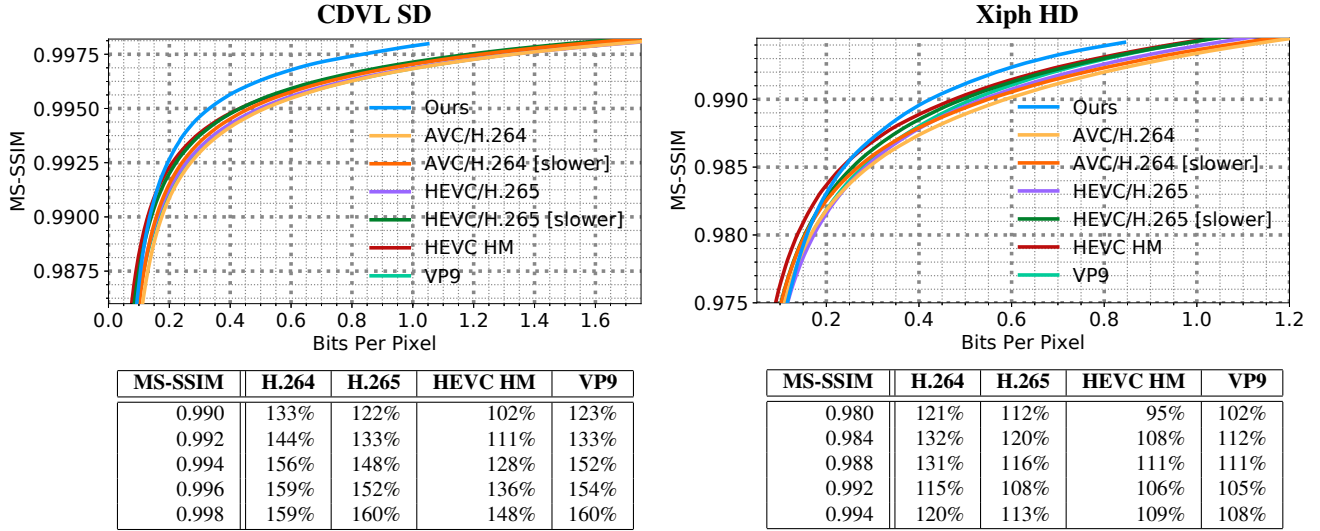 CDVL SD
0.9975
0.9950
0.9925
0.9900
0.9875
MS-SSIM
Ours
AVC/H.264
AVC/H.264 [slower]
HEVC/H.265
HEVC/H.265 [slower]
HEVC HM
VP9
0.0 0.2 0.4 0.6 0.8 1.0 1.2 1.4 1.6
Bits Per Pixel
MS-SSIM H.264 H.265 HEVC HM VP9
0.990 133% 122% 102% 123%
0.992 144% 133% 111% 133%
0.994 156% 148% 128% 152%
0.996 159% 152% 136% 154%
0.998 159% 160% 148% 160%
Xiph HD
0.990
0.985
0.980
0.975
MS-SSIM
Ours
AVC/H.264
AVC/H.264 [slower]
HEVC/H.265
HEVC/H.265 [slower]
HEVC HM
VP9
0.2 0.4 0.6 0.8 1.0 1.2
Bits Per Pixel
MS-SSIM H.264 H.265 HEVC HM VP9
0.980 121% 112% 95% 102%
0.984 132% 120% 108% 112%
0.988 131% 116% 111% 111%
0.992 115% 108% 106% 105%
0.994 120% 113% 109% 108%